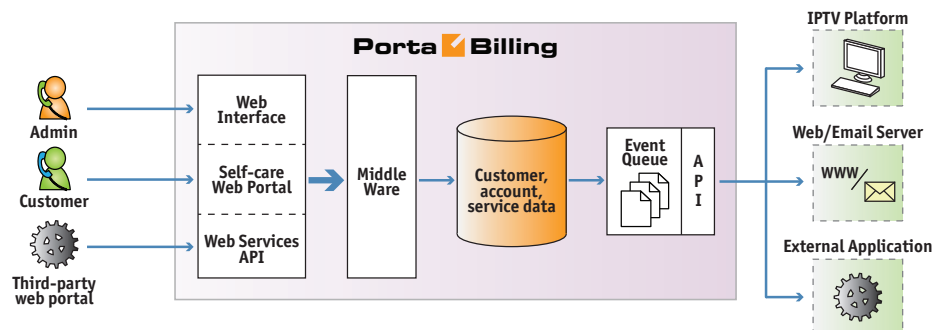 IPTV Platform
Porta Billing
Admin
Web
Interface
Customer
Self-care
Web Portal
Third-party
web portal
Web Services
API
Middle
Ware
Customer,
account,
service data
Event
Queue
A
P
I
Web/Email Server
WWW/
External Application